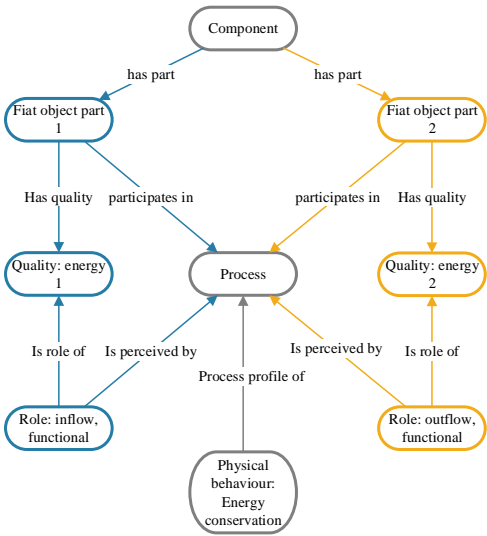 Component
has part
has part
Fiat object part
1
Fiat object part
2
Has quality
participates in
participates in
Has quality
Quality: energy
1
Process
Quality: energy
2
Is role of
Is perceived by
Is perceived by
Is role of
Process profile of
Role: inflow,
functional
Role: outflow,
functional
Physical
behaviour:
Energy
conservation